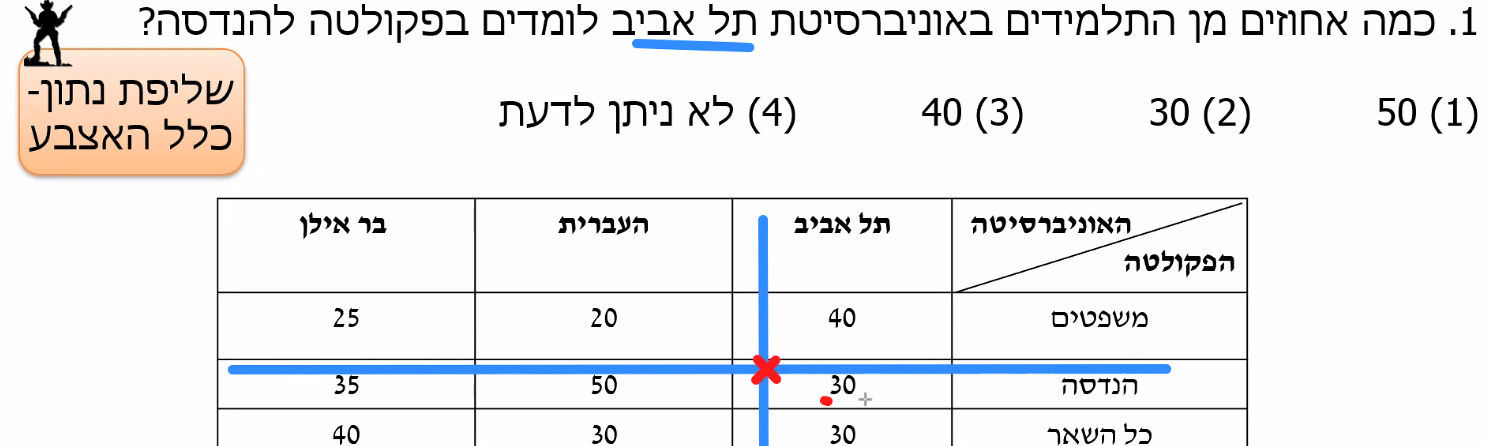 1. כמה אחוזים מן התלמידים באוניברסיטת תל אביב לומדים בפקולטה להנדסה?
שליפת נתון-
כלל האצבע
(1) 50 (2) 30 (3) 40 (4) לא ניתן לדעת
האוניברסיטה תל אביב העברית בר אילן
הפקולטה
משפטים 40 20 25
הנדסה 30 50 35
כל השאר 30 30 40